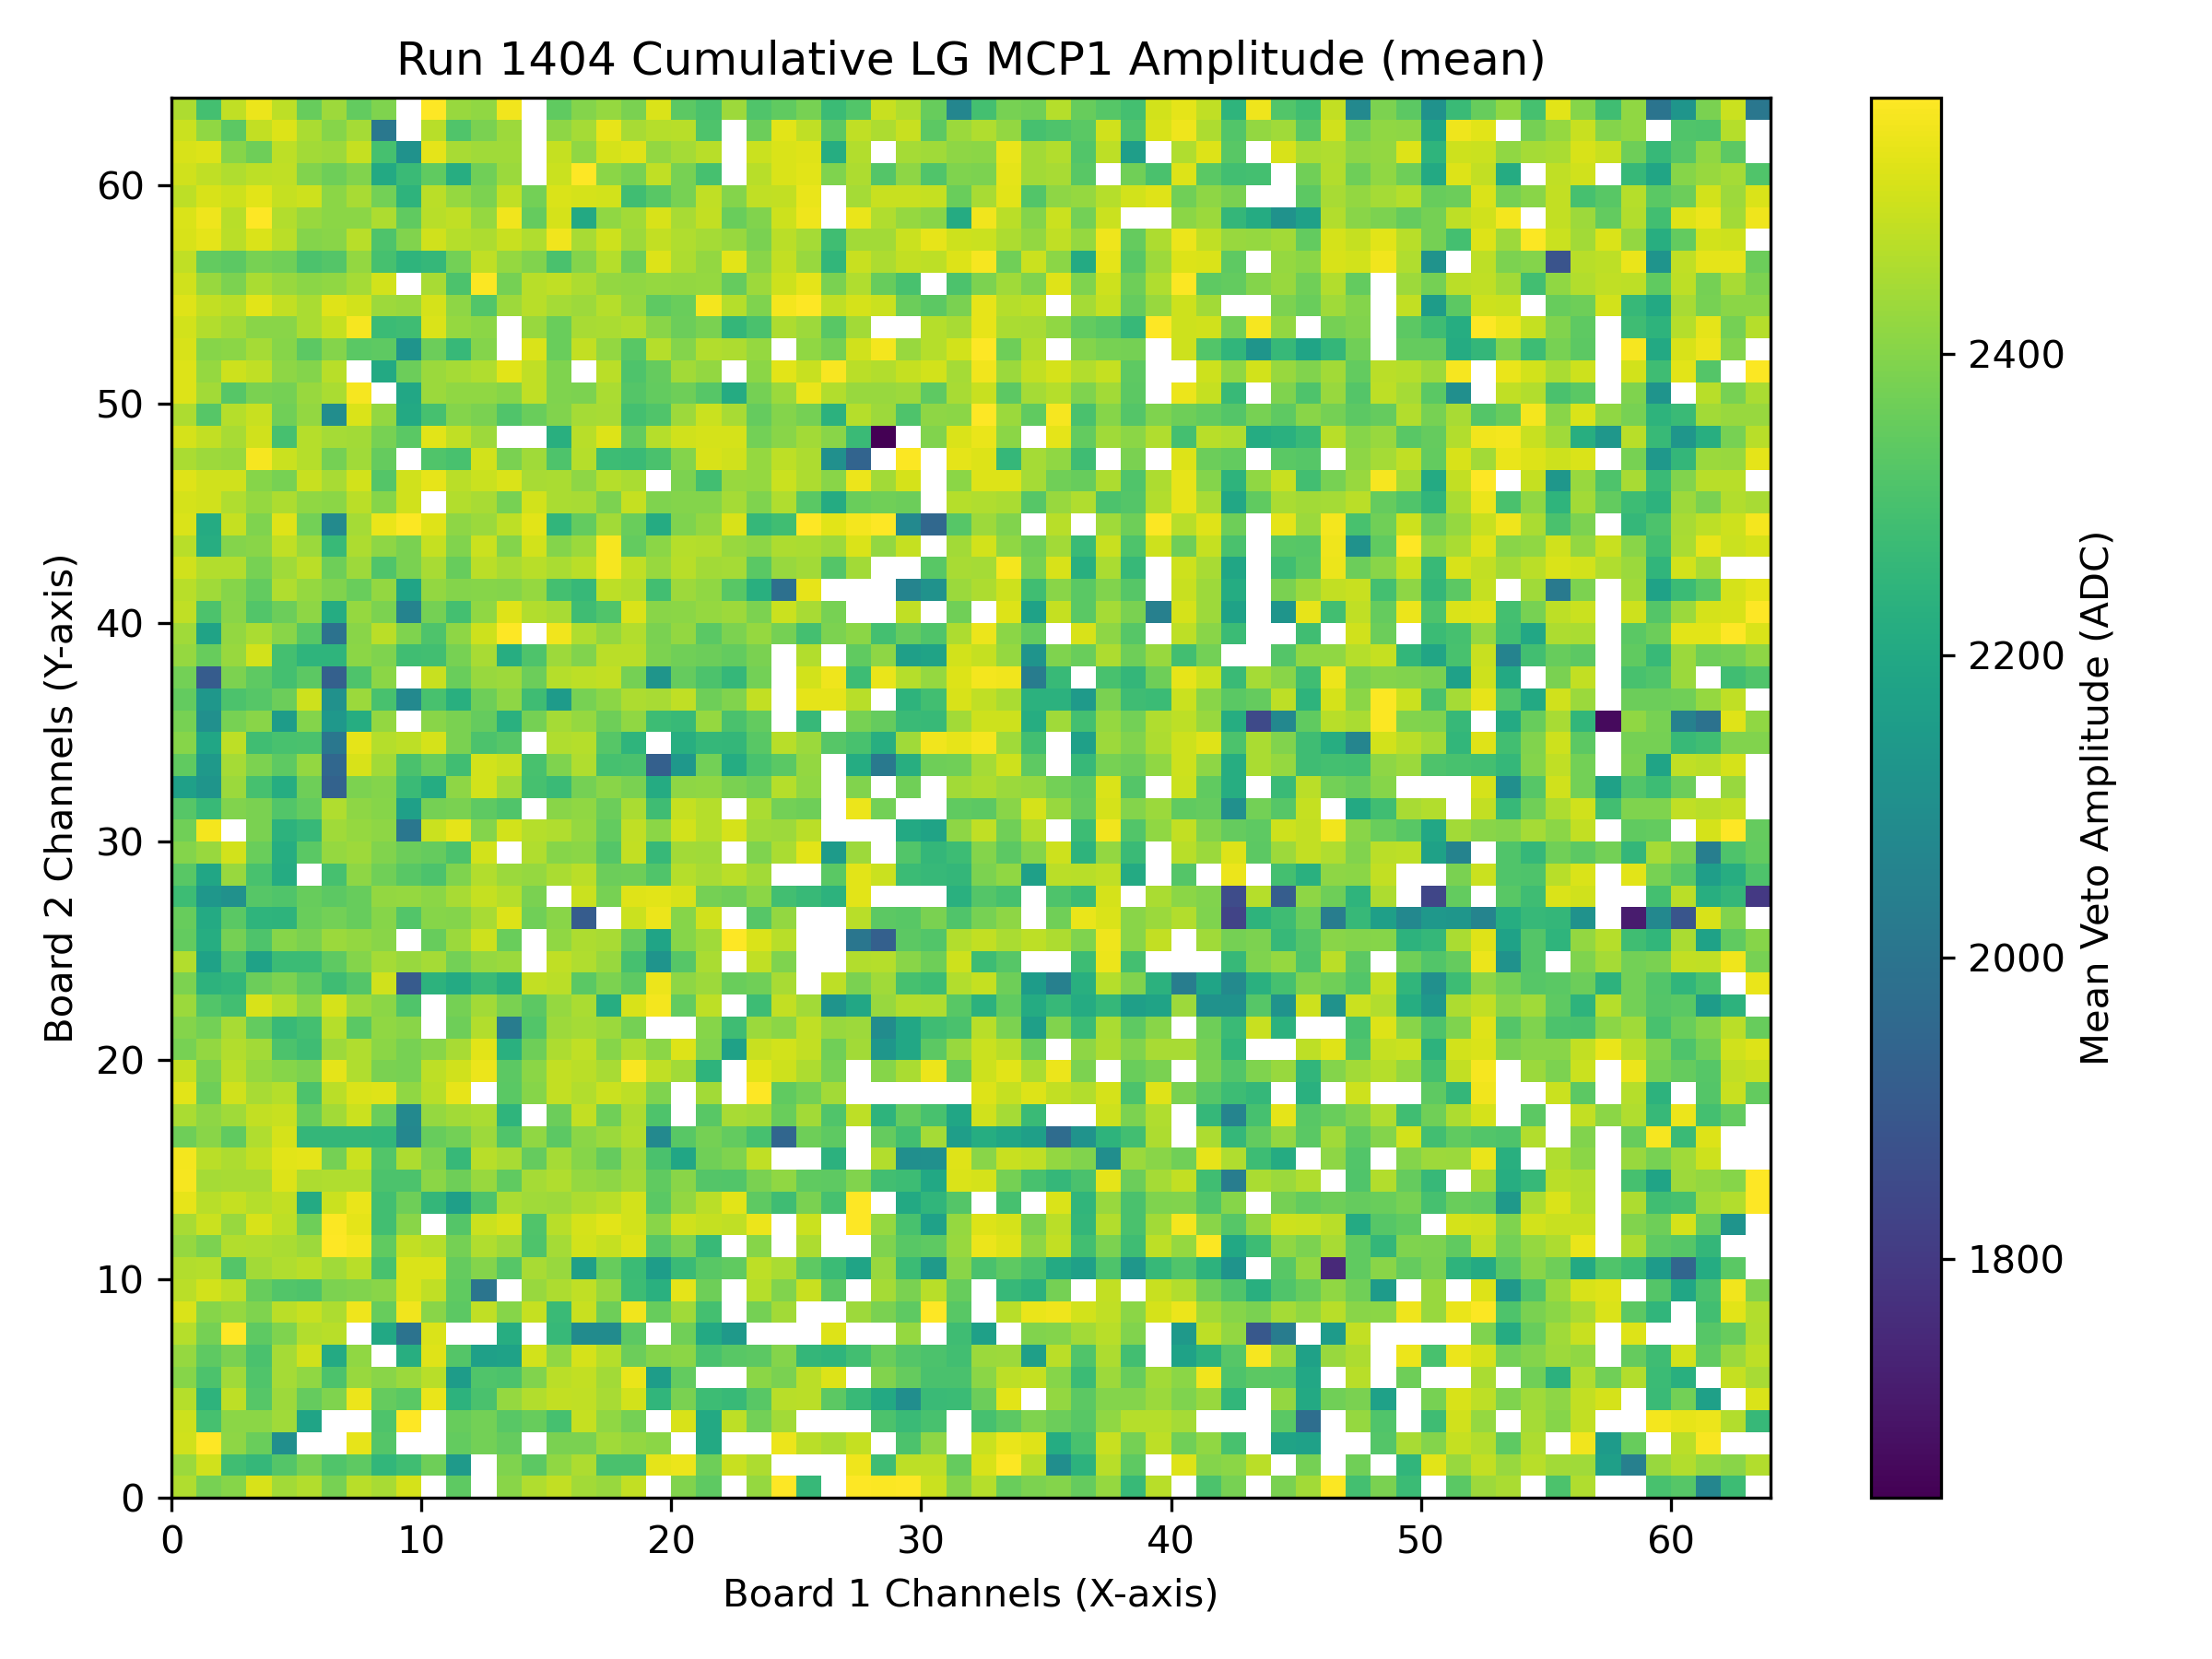 Run 1404 Cumulative LG MCP1 Amplitude (mean)
60
50
40
30
20
10
0
Board 2 Channels (Y-axis)
0 10 20 30 40 50 60
Board 1 Channels (X-axis)
2400
2200
2000
1800
Mean Veto Amplitude (ADC)